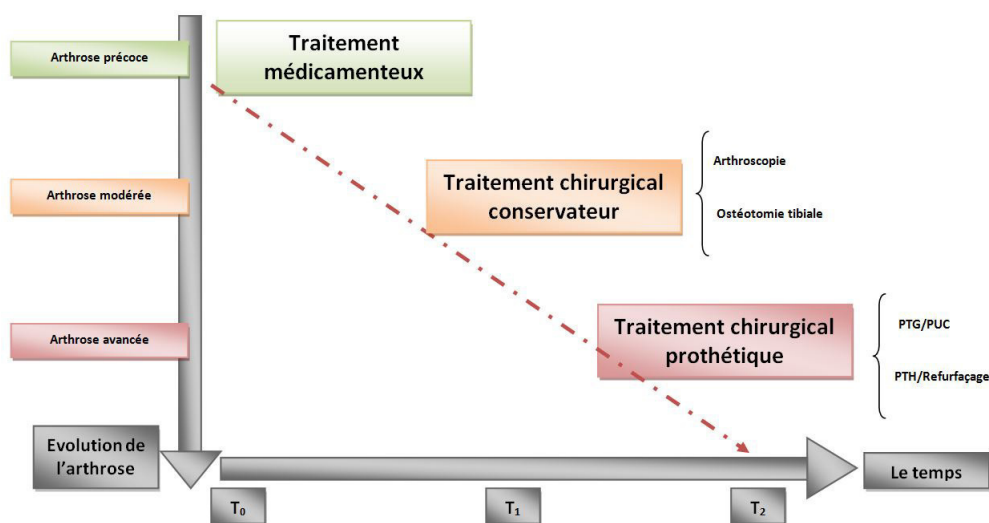 Arthrose précoce
Traitement
médicamenteux
Arthrose modérée
Traitement chirurgical
conservateur
Arthroscopie
Ostéotomie tibiale
Arthrose avancée
Traitement chirurgical
prothétique
PTG/PUC
PTH/Refurfaçage
Evolution de
l'arthrose
Le temps
T0
T1
T2